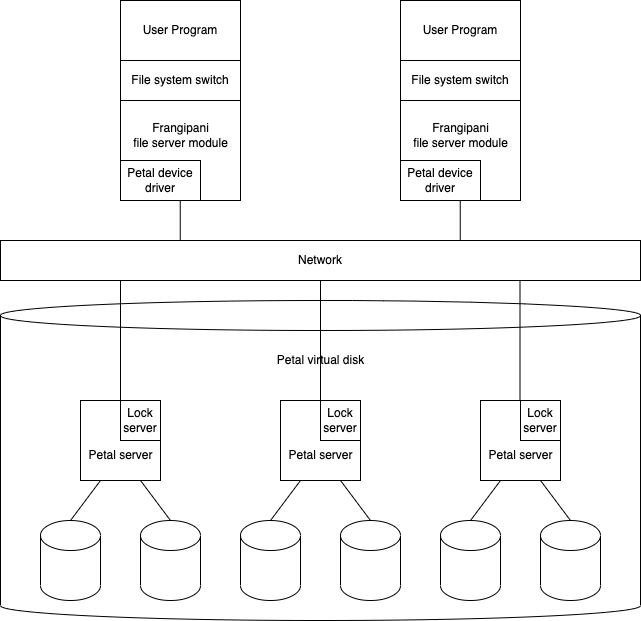 User Program
User Program
File system switch
File system switch
Frangipani
file server module
Frangipani
file server module
Petal device
driver
Petal device
driver
Network
Petal virtual disk
Lock
server
Petal server
Lock
server
Petal server
Lock
server
Petal server